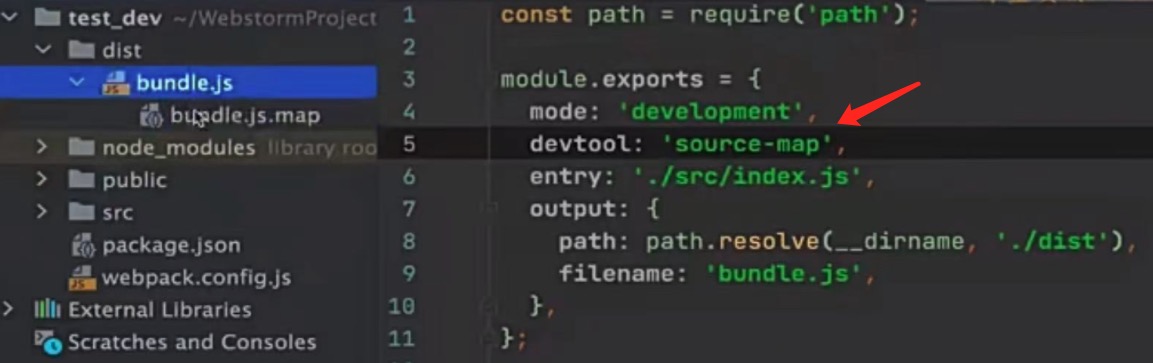 test_dev ~/WebstormProject
dist
bundle.js
bundle.js.map
node_modules library roo
public
src
package.json
webpack.config.js
External Libraries
Scratches and Consoles
1 const path = require('path');
2
3 module.exports = {
4 mode: 'development',
5 devtool: 'source-map',
6 entry: './src/index.js',
7 output: {
8 path: path.resolve(__dirname, './dist'),
9 filename: 'bundle.js',
10 },
11 };